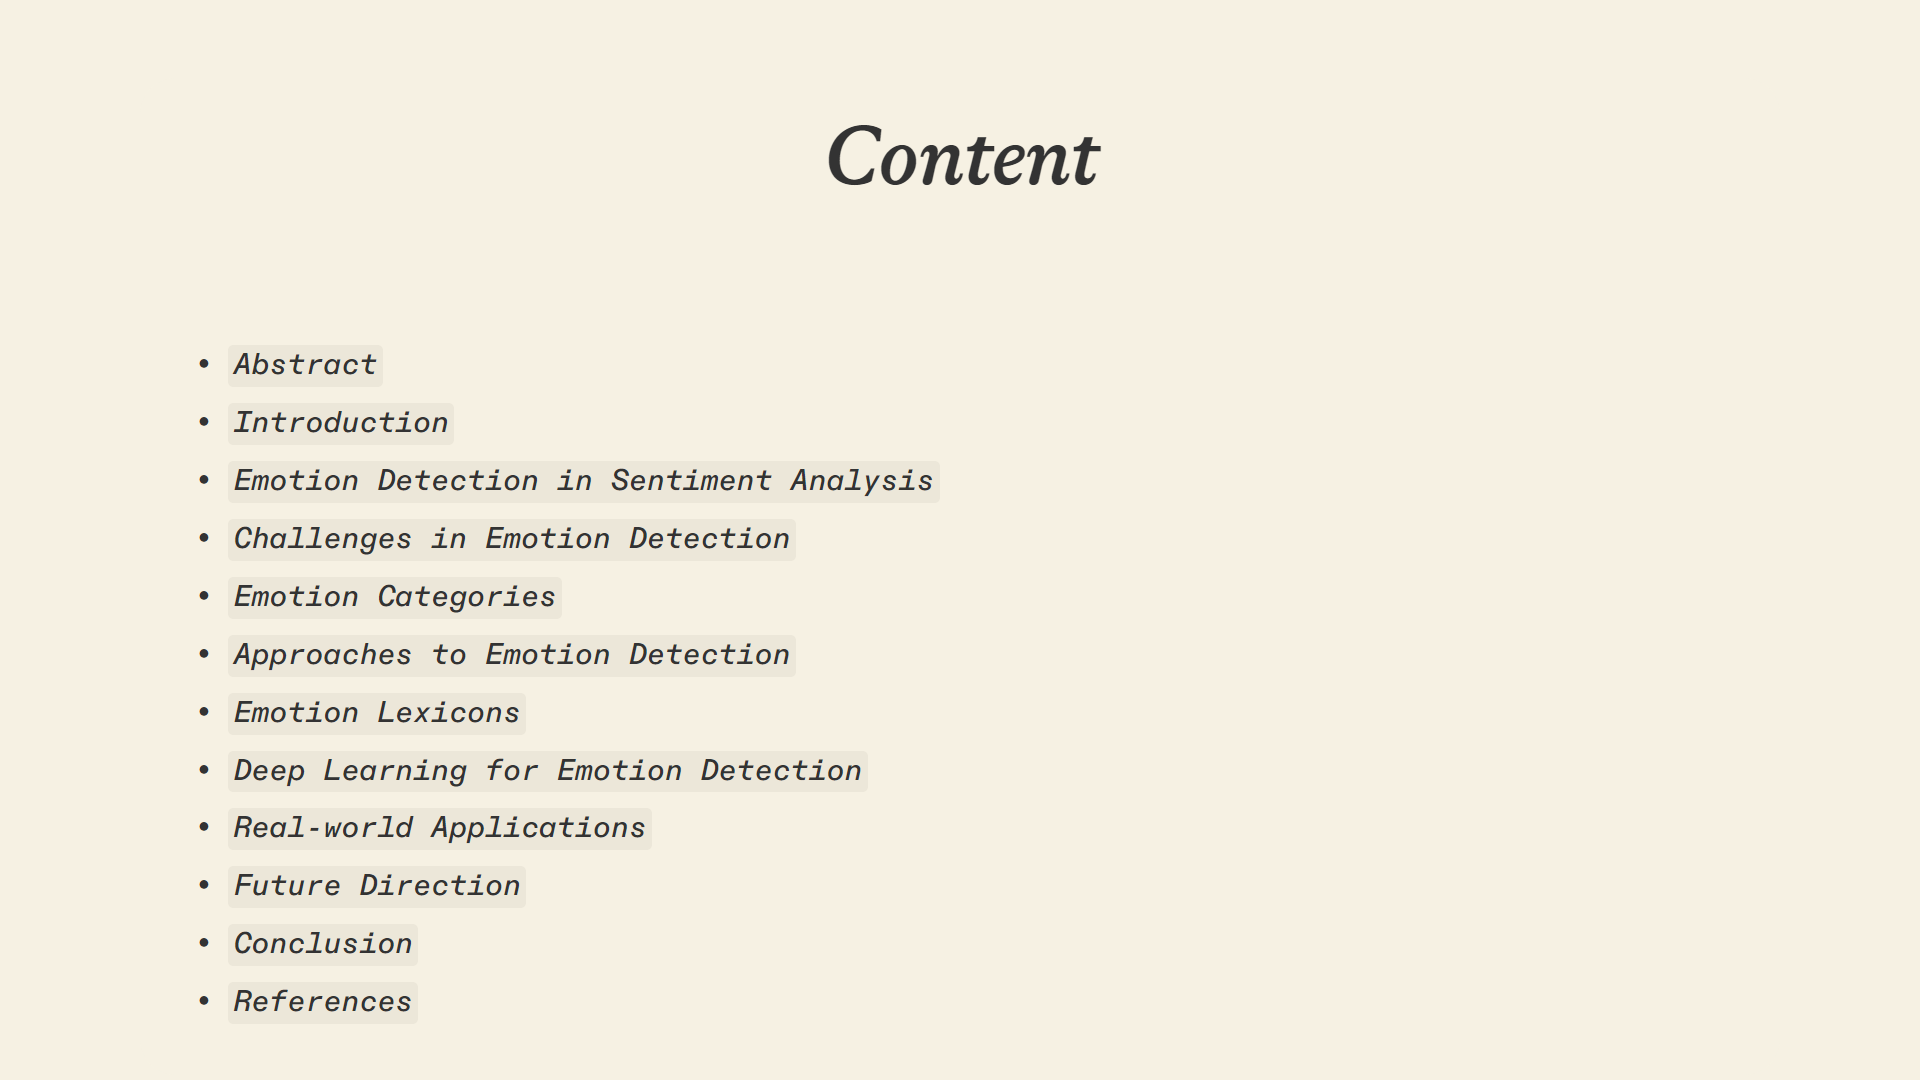 Content
• Abstract
• Introduction
• Emotion Detection in Sentiment Analysis
• Challenges in Emotion Detection
• Emotion Categories
• Approaches to Emotion Detection
• Emotion Lexicons
• Deep Learning for Emotion Detection
• Real-world Applications
• Future Direction
• Conclusion
• References